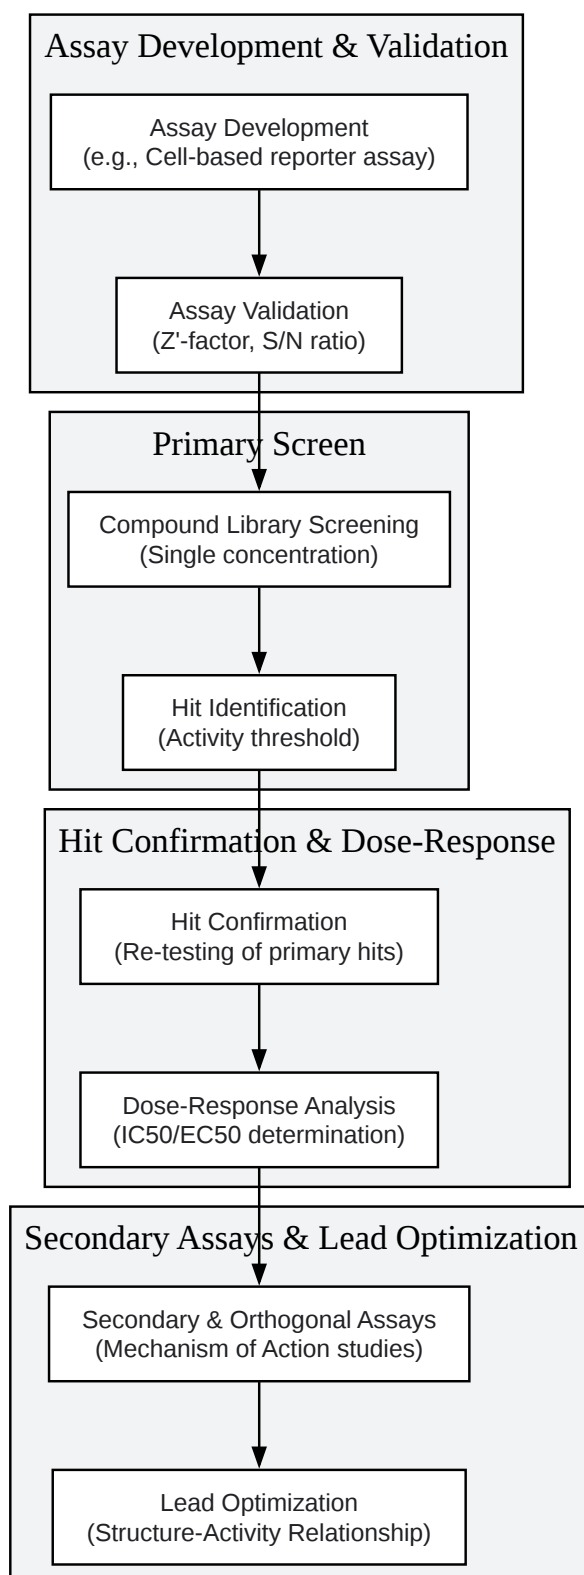 Assay Development & Validation
Assay Development
(e.g., Cell-based reporter assay)
Assay Validation
(Z'-factor, S/N ratio)
Primary Screen
Compound Library Screening
(Single concentration)
Hit Identification
(Activity threshold)
Hit Confirmation & Dose-Response
Hit Confirmation
(Re-testing of primary hits)
Dose-Response Analysis
(IC50/EC50 determination)
Secondary Assays & Lead Optimization
Secondary & Orthogonal Assays
(Mechanism of Action studies)
Lead Optimization
(Structure-Activity Relationship)